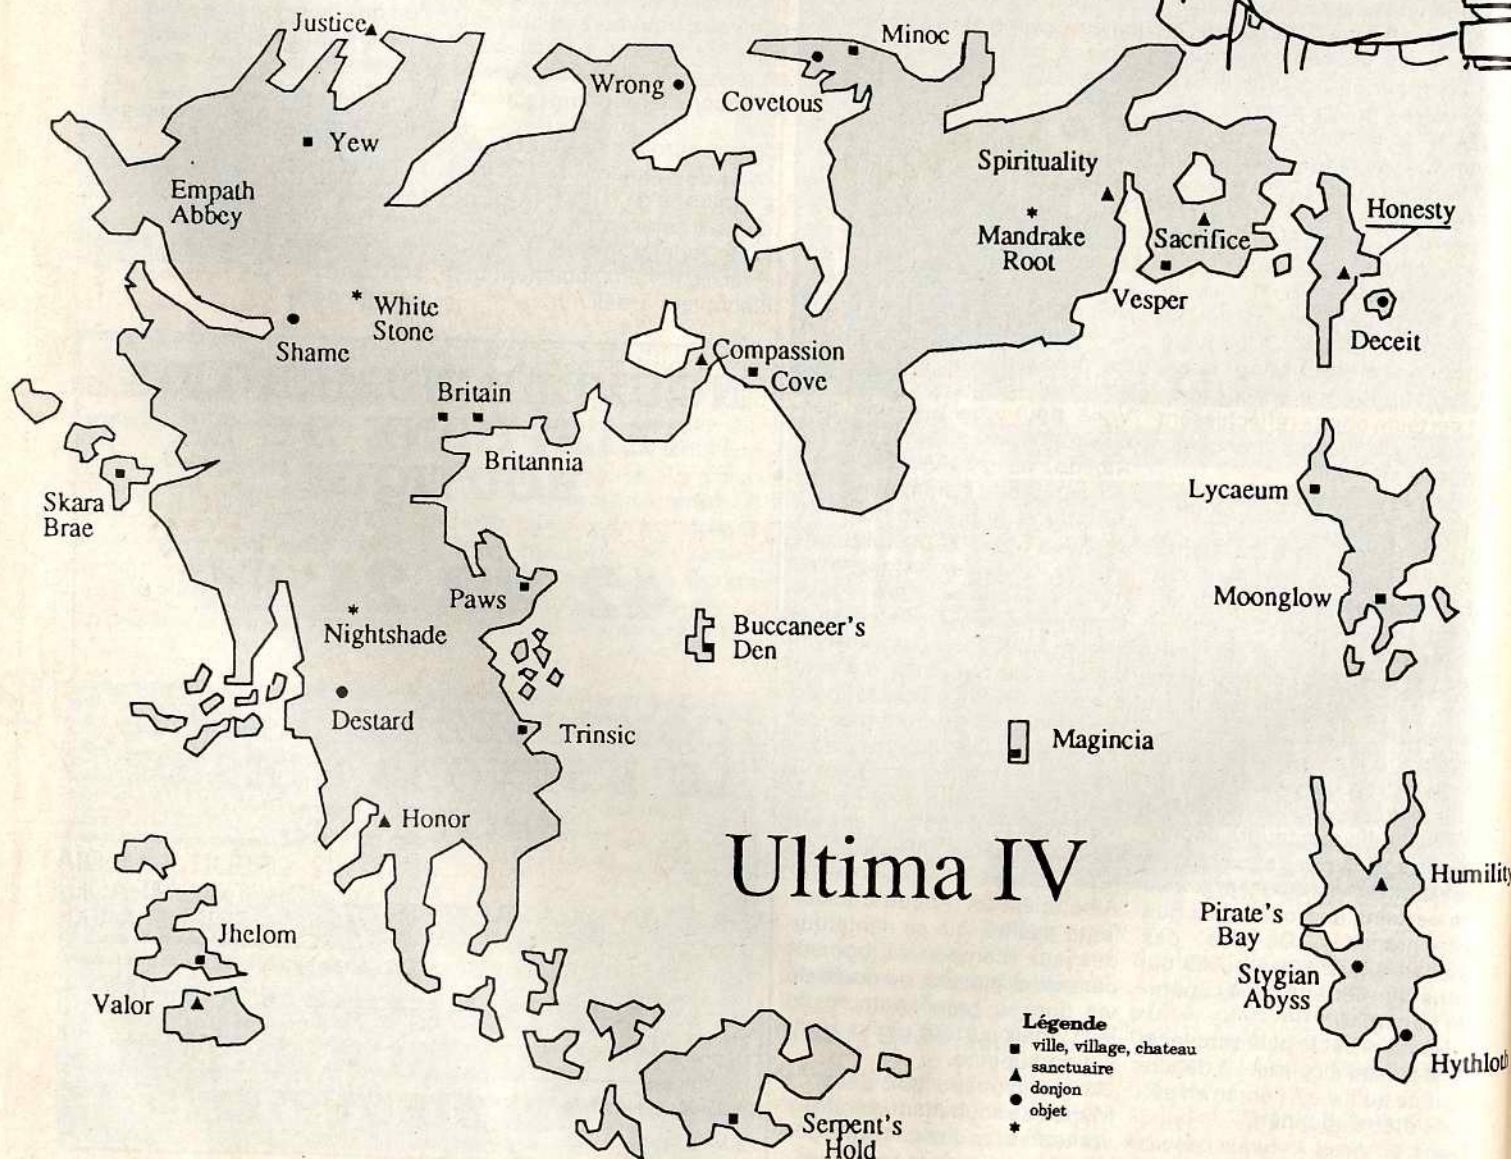 Justice
Minoc
Wrong
Covetous
Yew
Spirituality
Empath
Abbey
Honesty
Mandrake
Root
Sacrifice
Vesper
White
Stone
Shame
Deceit
Compassion
Cove
Britain
Britannia
Lycaeum
Skara
Brae
Paws
Moonglow
Nightshade
Buccaneer's
Den
Destard
Trinsic
Magincia
Honor
Ultima IV
Humility
Pirate's
Bay
Jhelom
Stygian
Abyss
Valor
Légende
ville, village, chateau
sanctuaire
donjon
objet
Hythloth
Serpent's
Hold